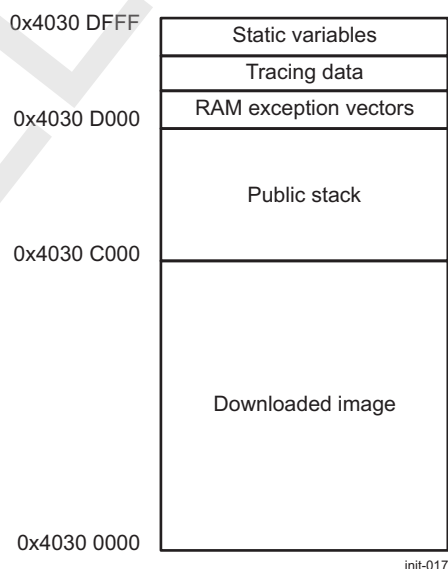 0x4030 DFFF
Static variables
Tracing data
RAM exception vectors
0x4030 D000
Public stack
0x4030 C000
Downloaded image
0x4030 0000
init-017